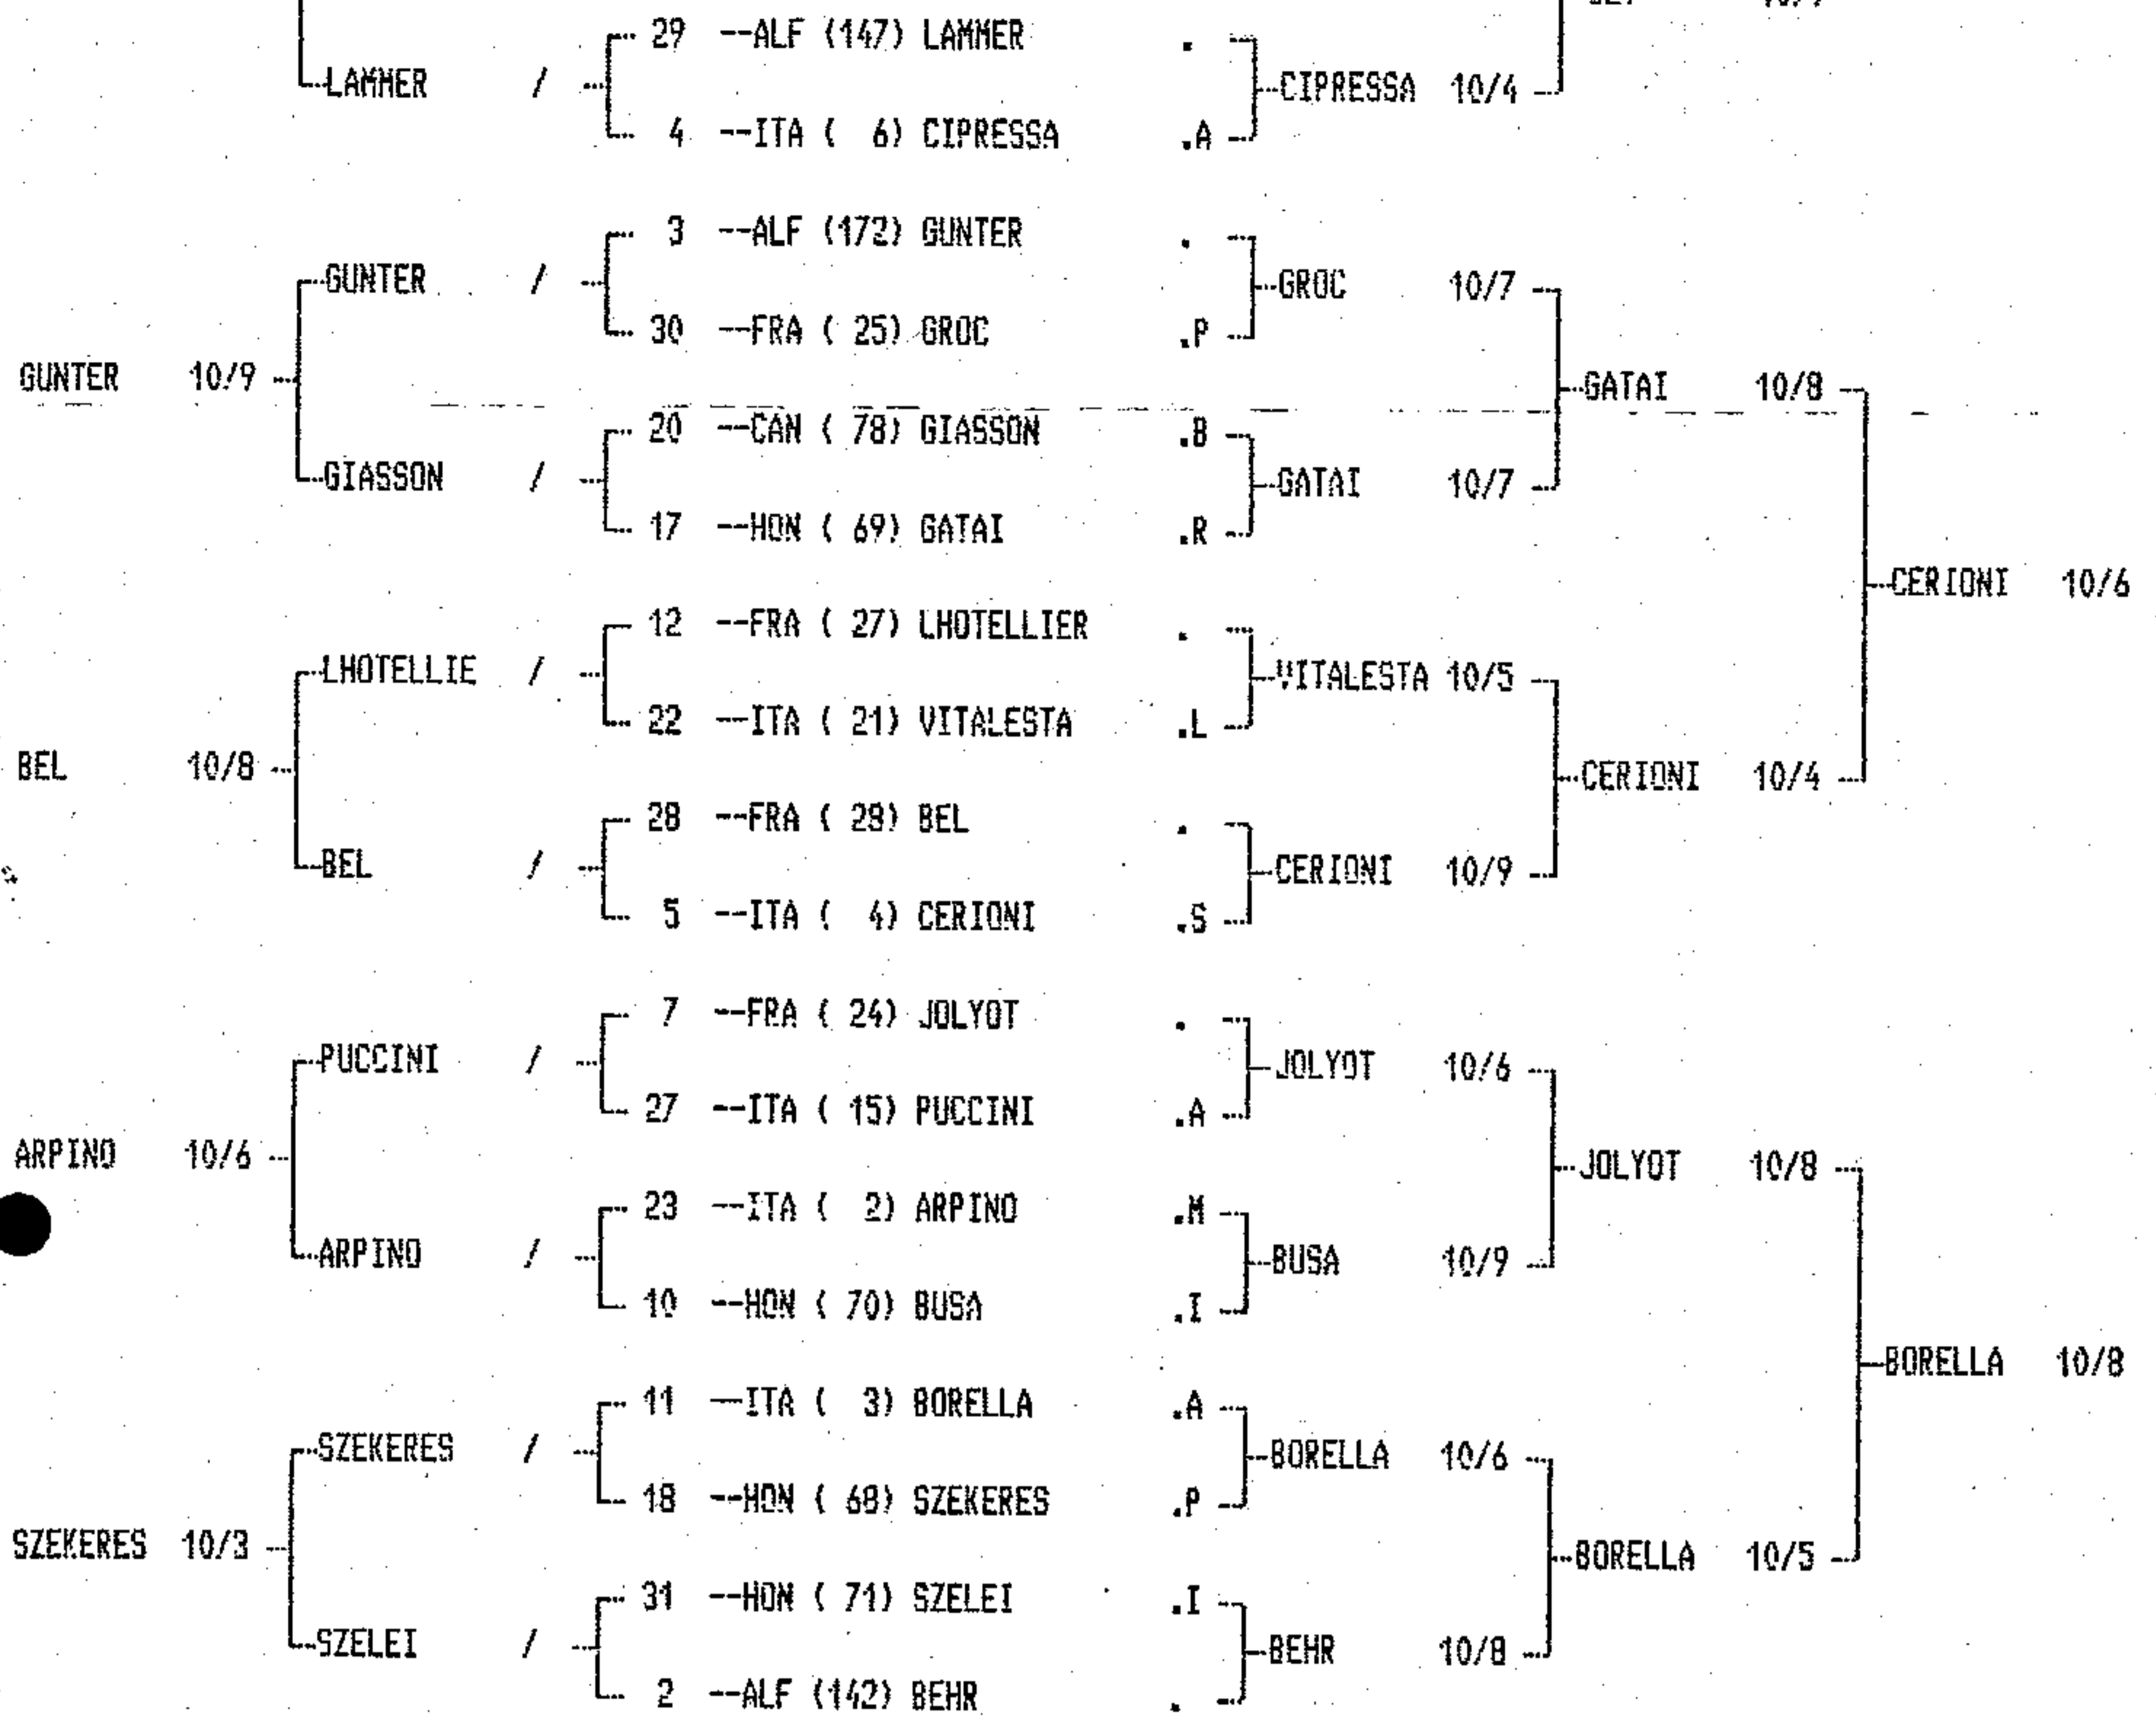 29 --ALF (147) LAMMER .
LAMMER / CIPRESSA 10/4
4 --ITA ( 6) CIPRESSA .A
3 --ALF (172) GUNTER .
GUNTER / GROC 10/7
30 --FRA ( 25) GROC .P
GUNTER 10/9 GATAI 10/8
20 --CAN ( 78) GIASSON .B
GIASSON / GATAI 10/7
17 --HON ( 69) GATAI .R
CERIONI 10/6
12 --FRA ( 27) LHOTELLIER .
LHOTELLIE / VITALESTA 10/5
22 --ITA ( 21) VITALESTA .L
BEL 10/8 CERIONI 10/4
28 --FRA ( 29) BEL .
BEL / CERIONI 10/9
5 --ITA ( 4) CERIONI .S
7 --FRA ( 24) JOLYOT .
PUCCINI / JOLYOT 10/6
27 --ITA ( 15) PUCCINI .A
ARPINO 10/6 JOLYOT 10/8
23 --ITA ( 2) ARPINO .M
ARPINO / BUSA 10/9
10 --HON ( 70) BUSA .I
BORELLA 10/8
11 --ITA ( 3) BORELLA .A
SZEKERES / BORELLA 10/6
18 --HON ( 68) SZEKERES .P
SZEKERES 10/3 BORELLA 10/5
31 --HON ( 71) SZELEI .I
SZELEI / BEHR 10/8
2 --ALF (142) BEHR .